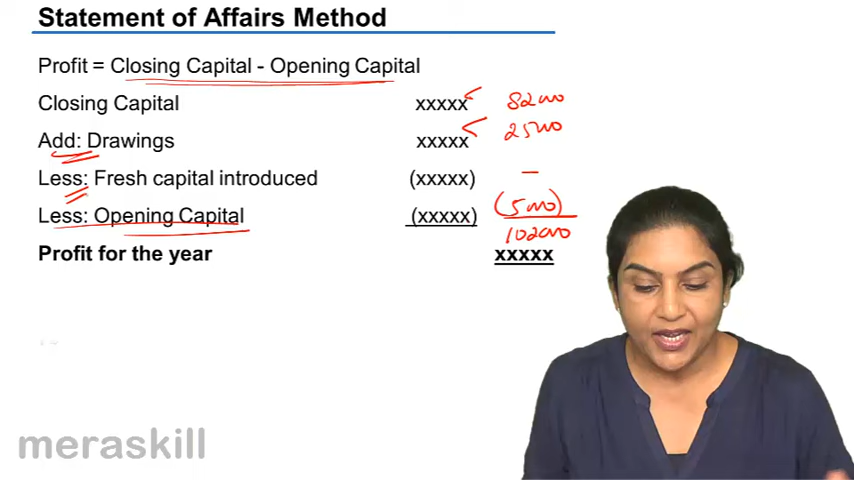 Statement of Affairs Method
Profit = Closing Capital - Opening Capital
Closing Capital xxxxx 82000
Add: Drawings xxxxx 25000
Less: Fresh capital introduced (xxxxx) –
Less: Opening Capital (xxxxx) (5000)
102000
Profit for the year xxxxx
meraskill